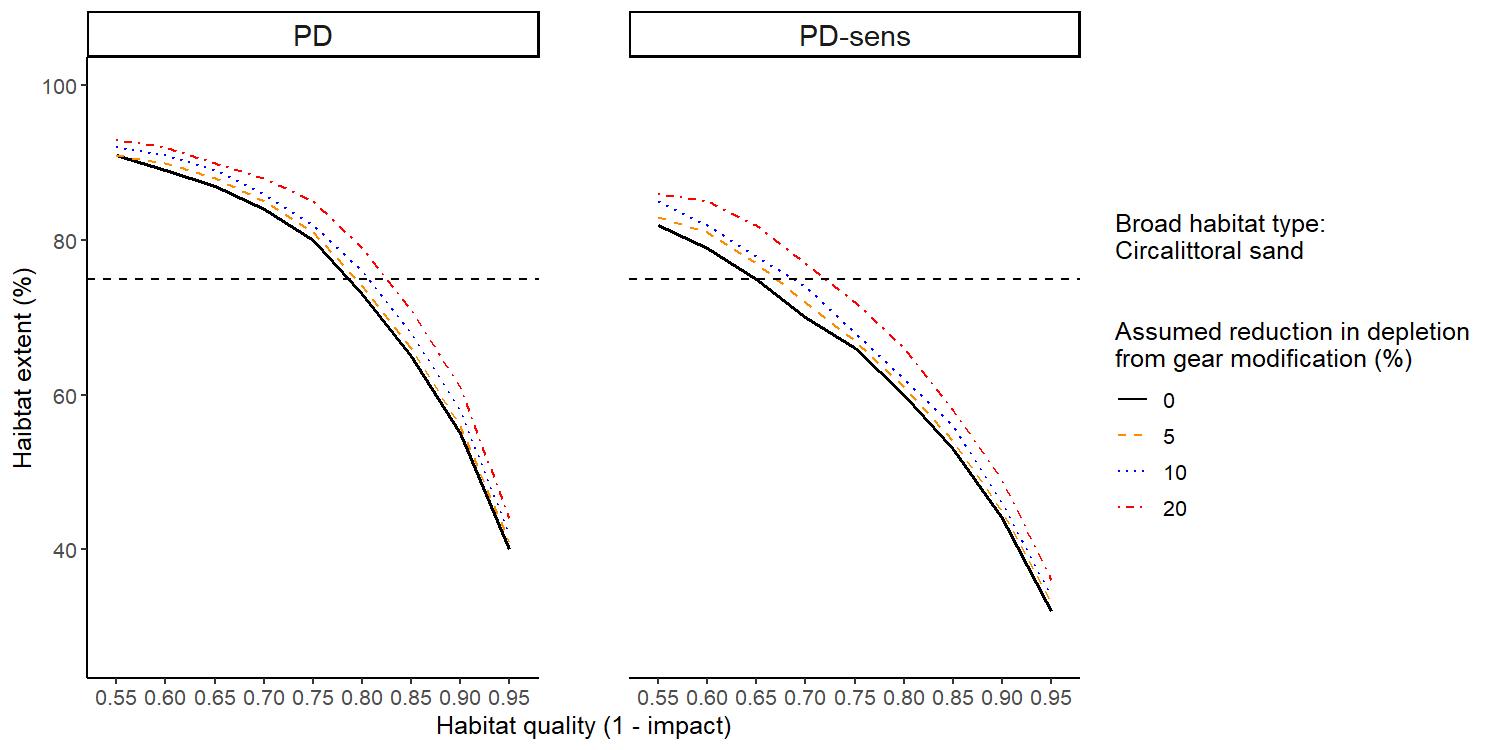 PD
PD-sens
100
80
60
40
Haibtat extent (%)
0.55 0.60 0.65 0.70 0.75 0.80 0.85 0.90 0.95
0.55 0.60 0.65 0.70 0.75 0.80 0.85 0.90 0.95
Habitat quality (1 - impact)
Broad habitat type:
Circalittoral sand
Assumed reduction in depletion
from gear modification (%)
0
5
10
20